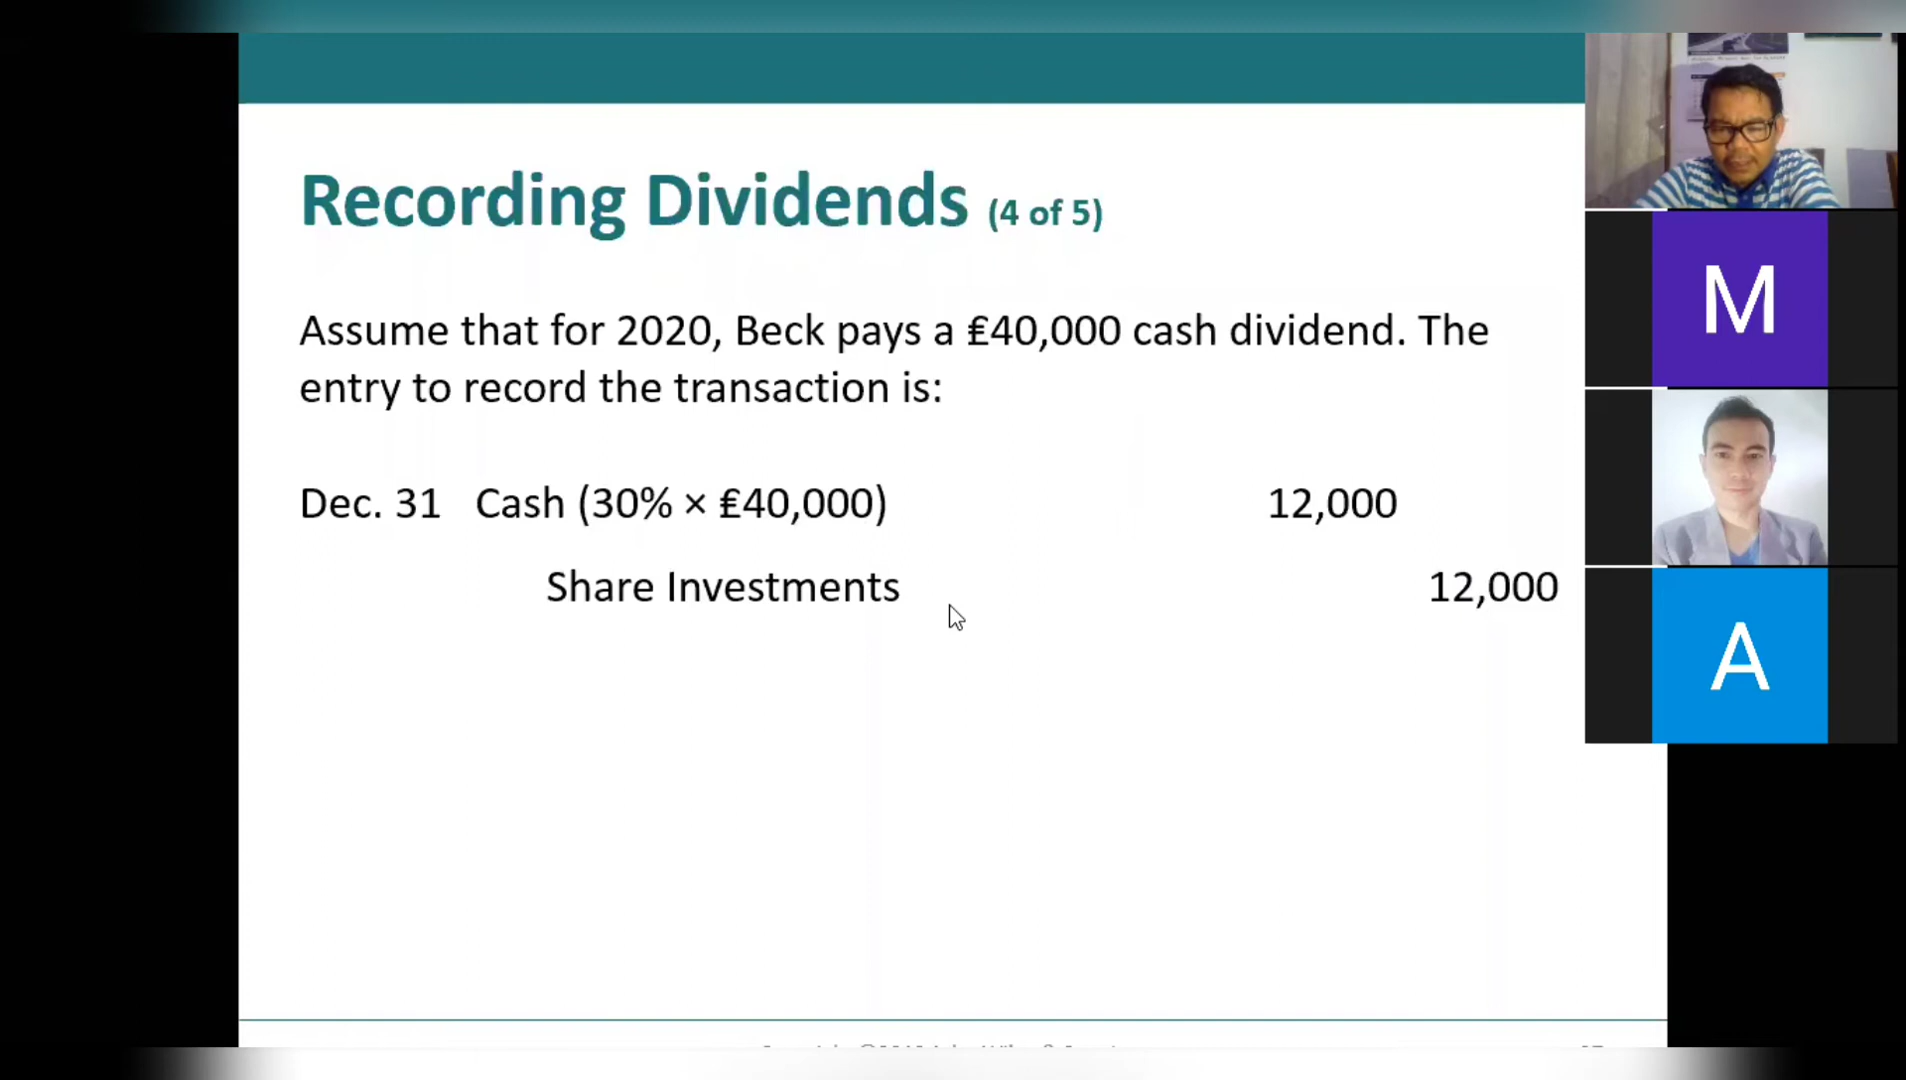 Recording Dividends (4 of 5)
Assume that for 2020, Beck pays a ₤40,000 cash dividend. The
entry to record the transaction is:
Dec. 31 Cash (30% × ₤40,000) 12,000
Share Investments 12,000
M
A